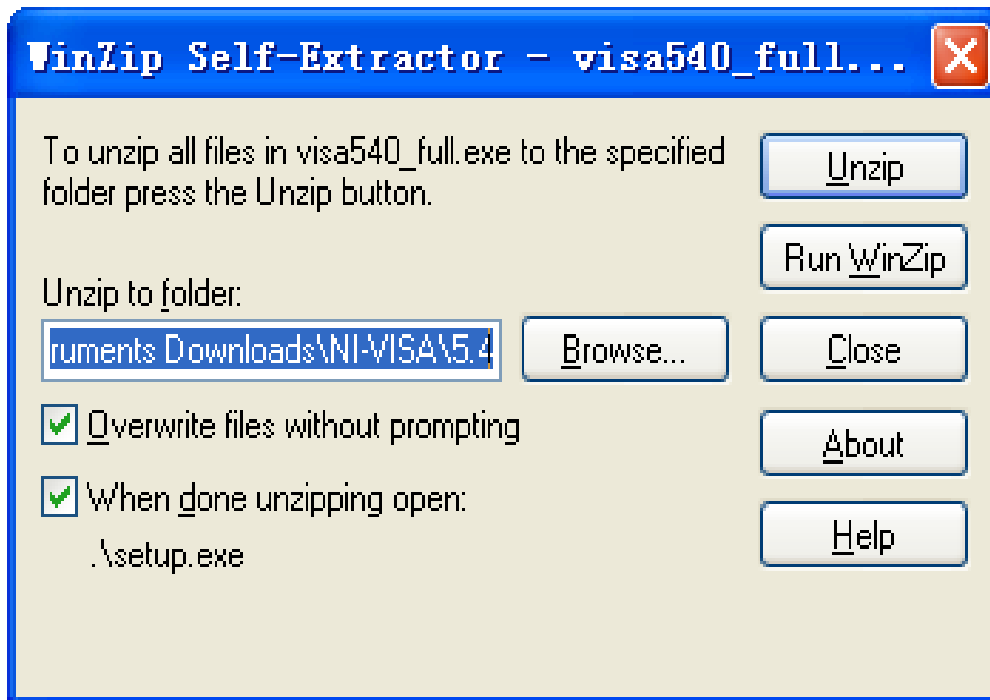 WinZip Self-Extractor - visa540_full...
To unzip all files in visa540_full.exe to the specified
folder press the Unzip button.
Unzip
Run WinZip
Unzip to folder:
ruments Downloads\NI-VISA\5.4
Browse...
Close
Overwrite files without prompting
About
When done unzipping open:
.\setup.exe
Help